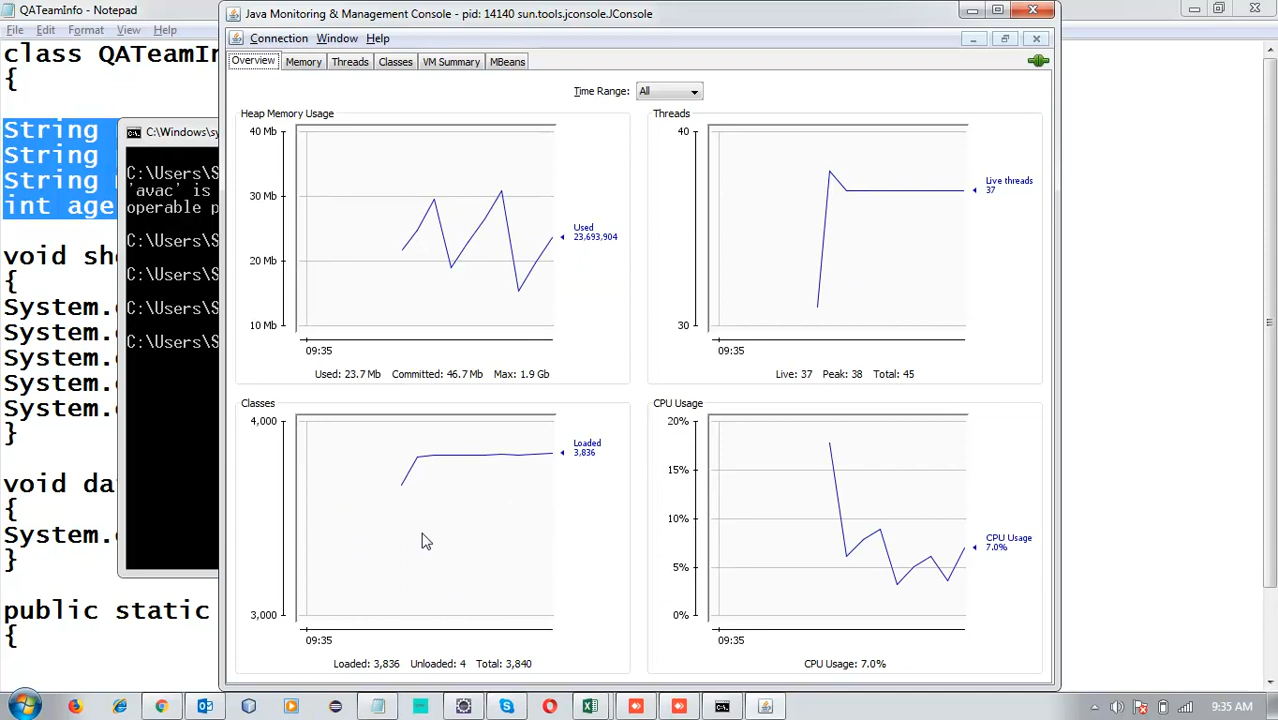 QATeamInfo - Notepad
File Edit Format View Help
class QATeamIn
{
String
String
String
int age
void sh
{
System.
System.
System.
System.
System.
}
void da
{
System.
}
public static
{
C:\Windows\sy
C:\Users\S
'avac' is
operable p
C:\Users\S
C:\Users\S
C:\Users\S
C:\Users\S
Java Monitoring & Management Console - pid: 14140 sun.tools.jconsole.JConsole
Connection Window Help
Overview Memory Threads Classes VM Summary MBeans
Time Range: All
Heap Memory Usage
40 Mb
30 Mb
20 Mb
10 Mb
Used
23,693,904
09:35
Used: 23.7 Mb Committed: 46.7 Mb Max: 1.9 Gb
Threads
40
30
Live threads
37
09:35
Live: 37 Peak: 38 Total: 45
Classes
4,000
3,000
Loaded
3,836
09:35
Loaded: 3,836 Unloaded: 4 Total: 3,840
CPU Usage
20%
15%
10%
5%
0%
CPU Usage
7.0%
09:35
CPU Usage: 7.0%
9:35 AM